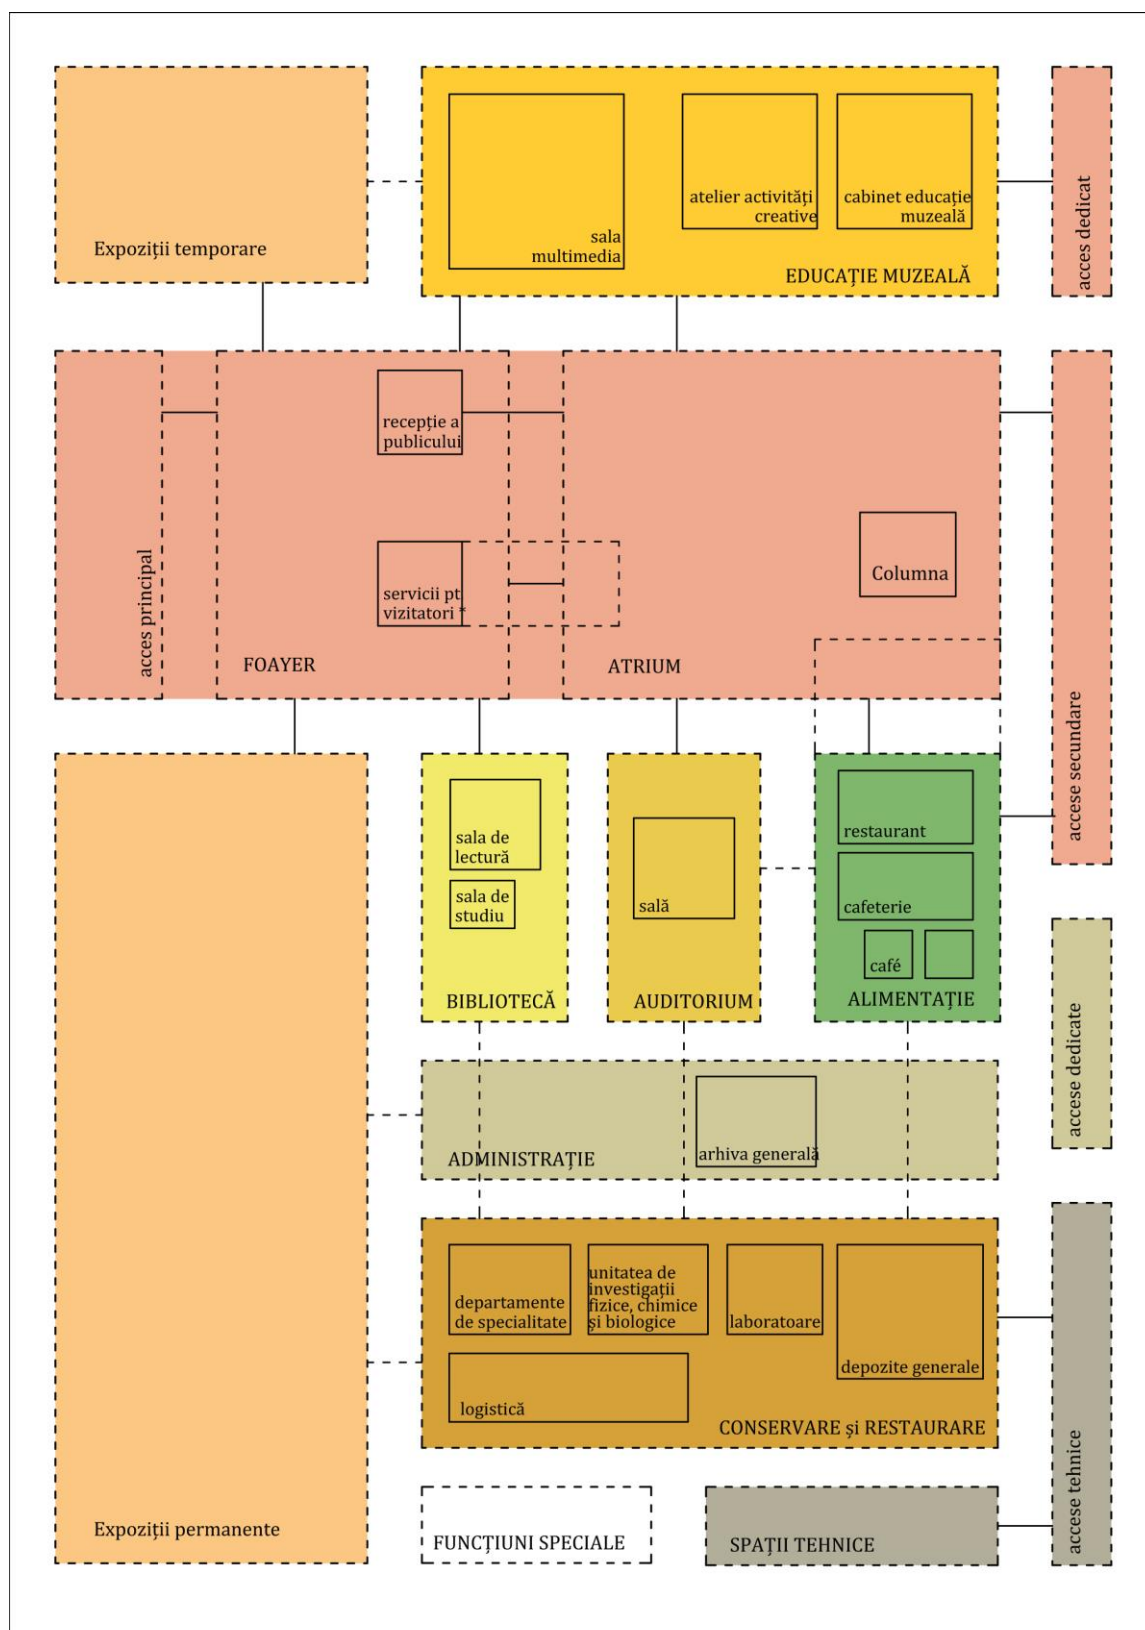 Expoziții temporare
sala
multimedia
atelier activități
creative
cabinet educație
muzeală
EDUCAȚIE MUZEALĂ
acces dedicat
acces principal
recepție a
publicului
servicii pt
vizitatori *
FOAYER
Columna
ATRIUM
accese secundare
sala de
lectură
sala de
studiu
BIBLIOTECĂ
sală
AUDITORIUM
restaurant
cafeterie
café
ALIMENTAȚIE
accese dedicate
ADMINISTRAȚIE
arhiva generală
departamente
de specialitate
unitatea de
investigații
fizice, chimice
și biologice
laboratoare
depozite generale
logistică
CONSERVARE și RESTAURARE
accese tehnice
Expoziții permanente
FUNCȚIUNI SPECIALE
SPAȚII TEHNICE